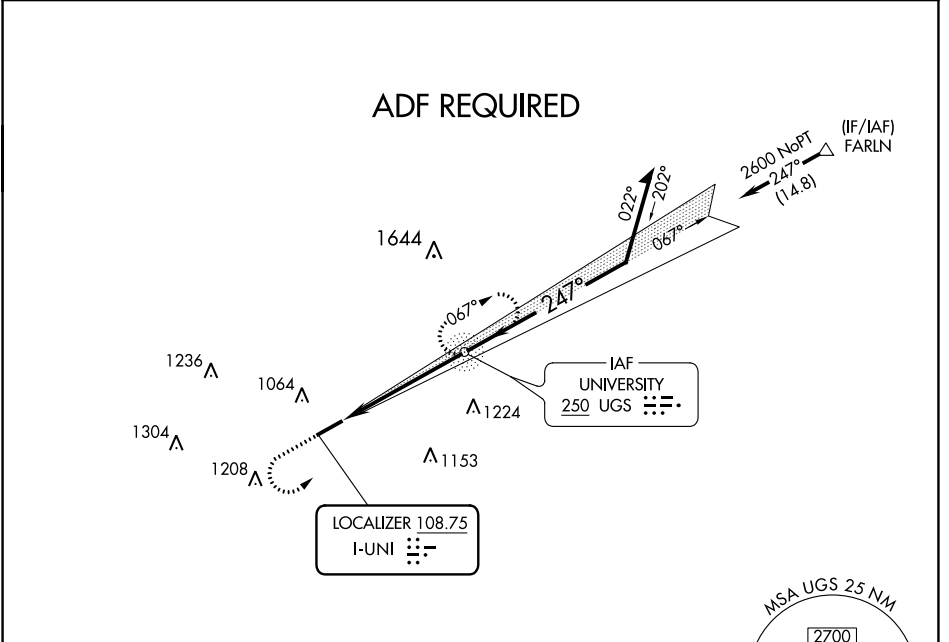 ADF REQUIRED
(IF/IAF)
FARLN
2600 NoPT
247°
(14.8)
022°
202°
067°
1644
247°
067°
IAF
UNIVERSITY
250 UGS
1236
1064
1224
1304
1153
1208
LOCALIZER 108.75
I-UNI
MSA UGS 25 NM
2700